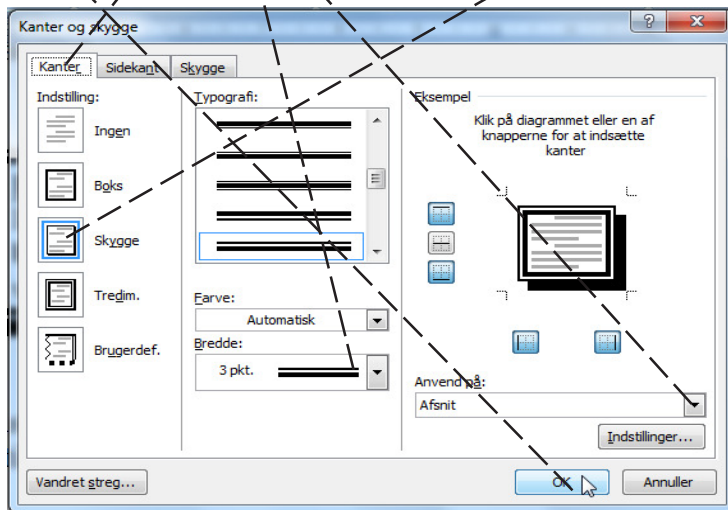 Kanter og skygge
Kanter Sidekant Skygge
Indstilling:
Ingen
Boks
Skygge
Tredim.
Brugerdef.
Typografi:
Farve:
Automatisk
Bredde:
3 pkt.
Eksempel
Klik på diagrammet eller en af
knapperne for at indsætte
kanter
Anvend på:
Afsnit
Indstillinger...
Vandret streg...
OK
Annuller